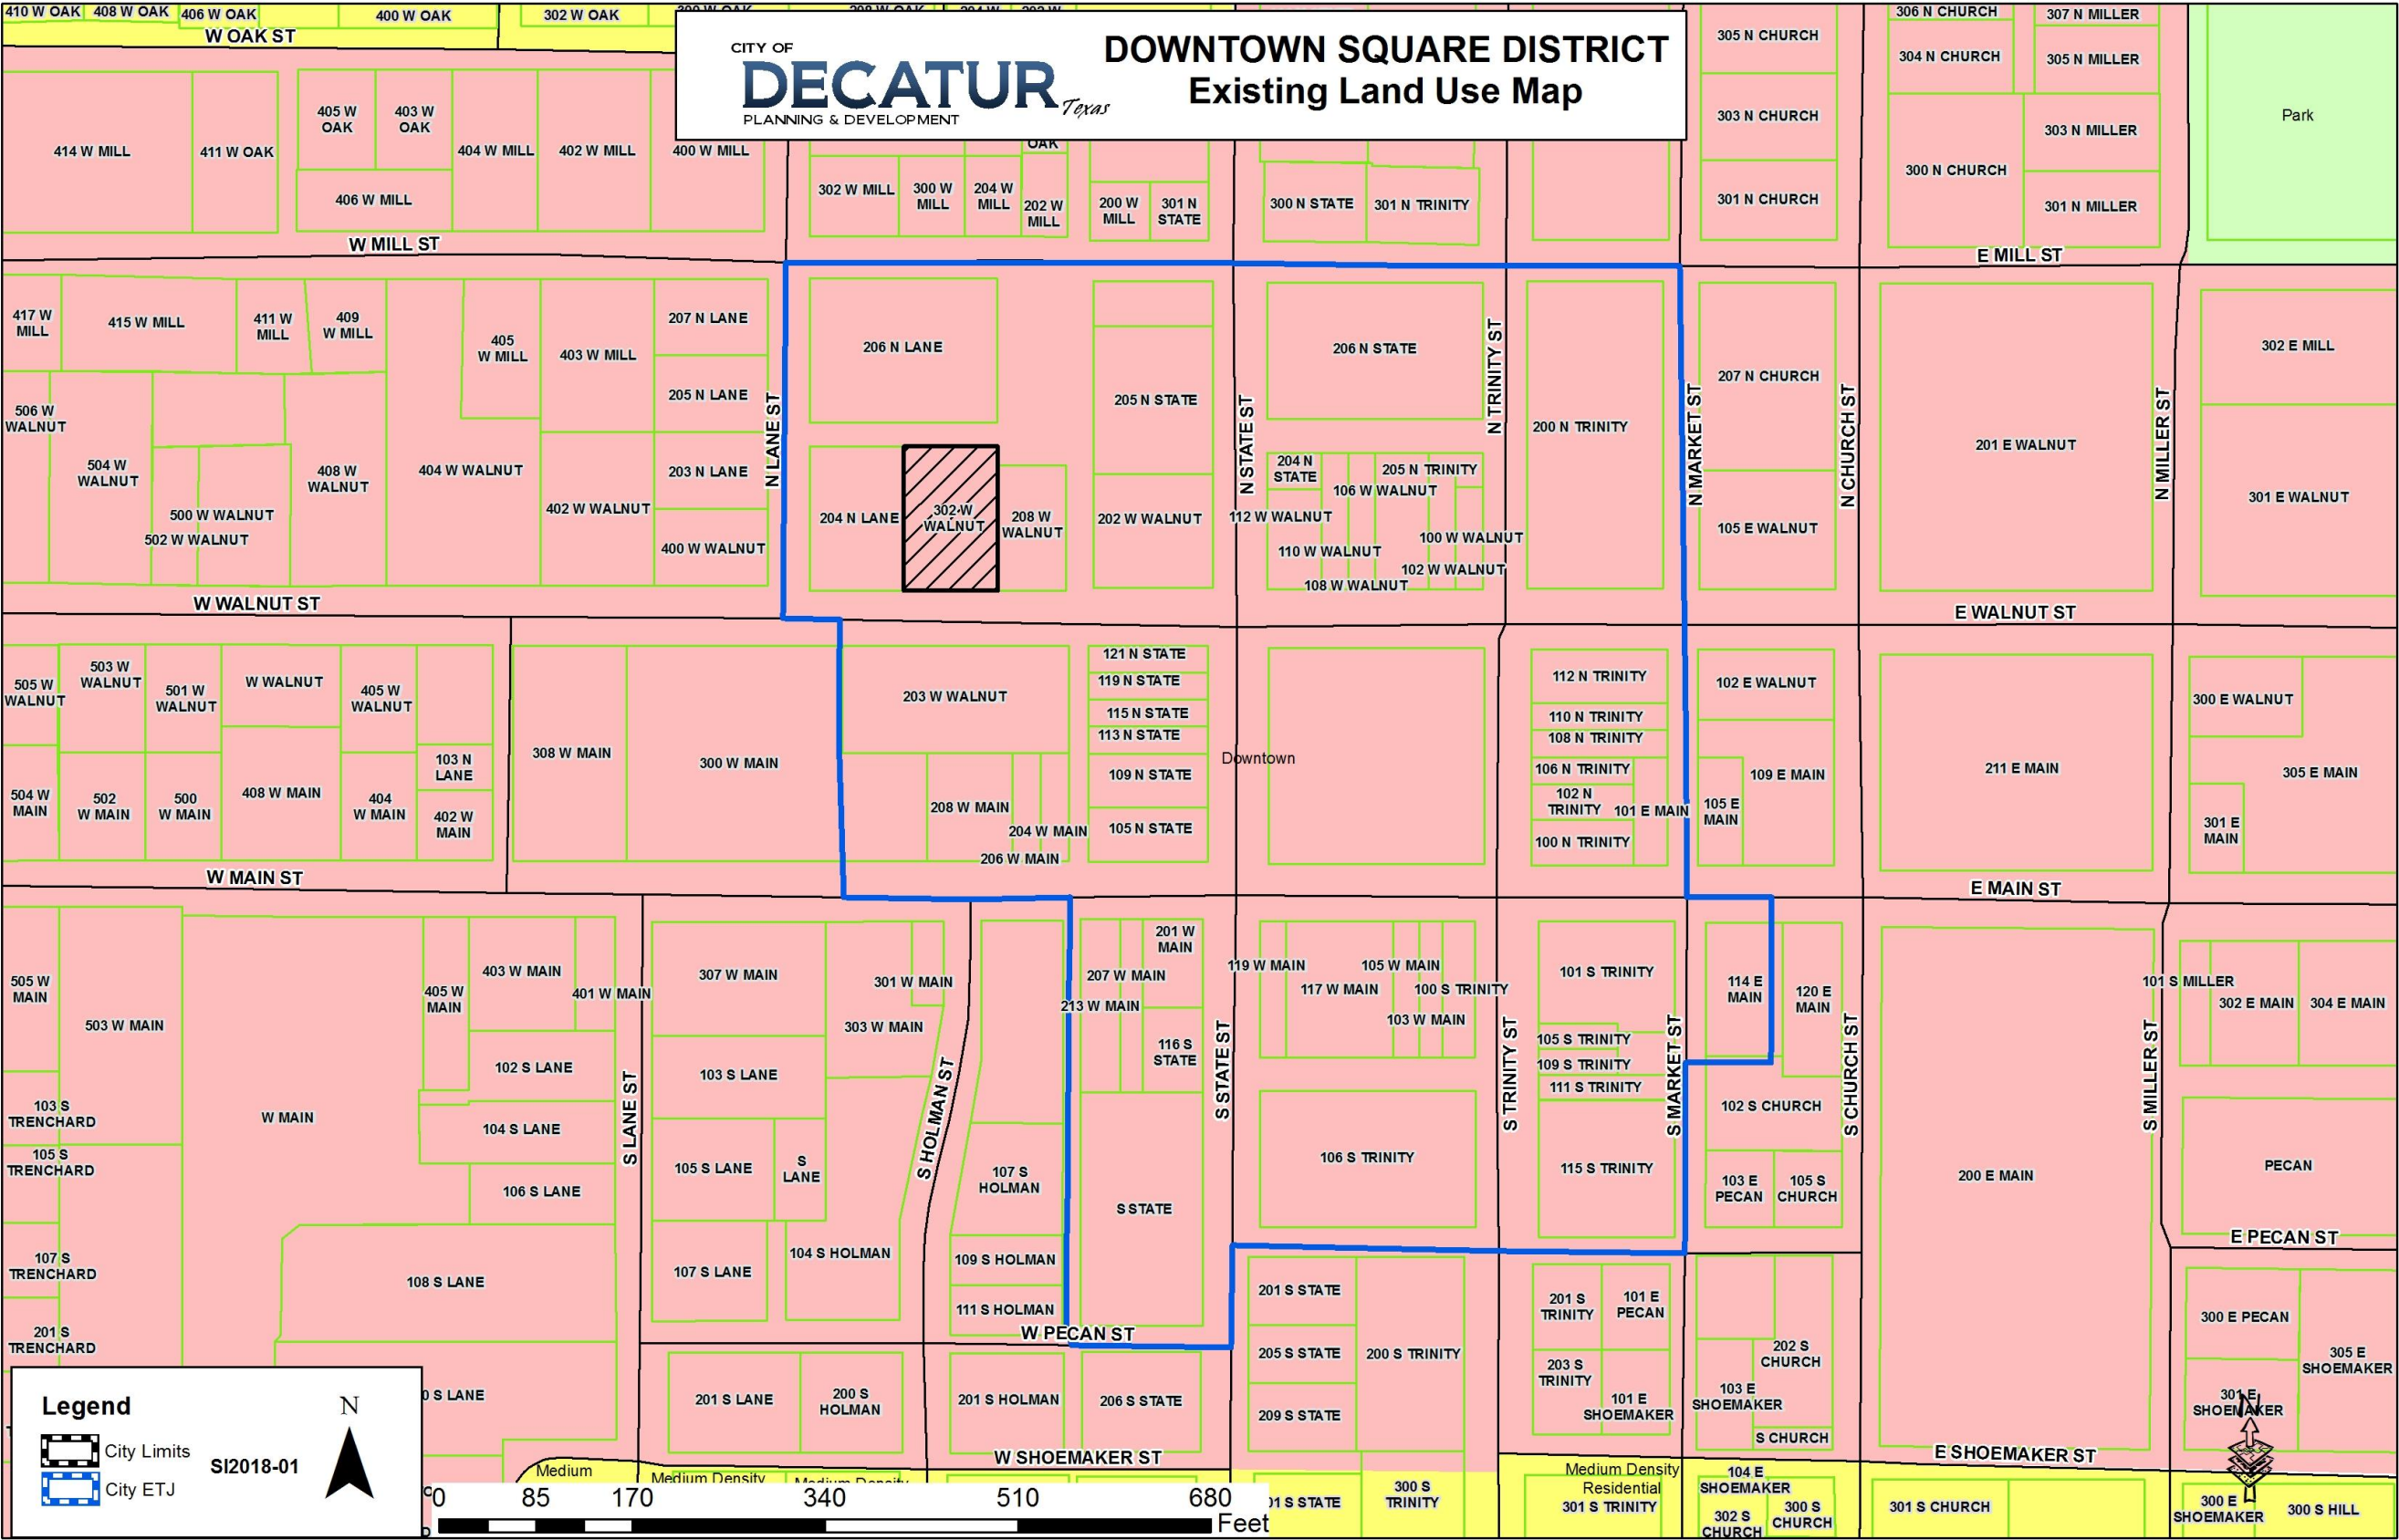 410 W OAK
408 W OAK
406 W OAK
400 W OAK
302 W OAK
W OAK ST
CITY OF
DECATUR
Texas
PLANNING & DEVELOPMENT
DOWNTOWN SQUARE DISTRICT
Existing Land Use Map
305 N CHURCH
306 N CHURCH
307 N MILLER
304 N CHURCH
305 N MILLER
303 N CHURCH
303 N MILLER
300 N CHURCH
301 N CHURCH
301 N MILLER
Park
414 W MILL
411 W OAK
405 W
OAK
403 W
OAK
404 W MILL
402 W MILL
400 W MILL
406 W MILL
OAK
302 W MILL
300 W
MILL
204 W
MILL
202 W
MILL
200 W
MILL
301 N
STATE
300 N STATE
301 N TRINITY
W MILL ST
E MILL ST
417 W
MILL
415 W MILL
411 W
MILL
409
W MILL
405
W MILL
403 W MILL
207 N LANE
205 N LANE
203 N LANE
506 W
WALNUT
504 W
WALNUT
500 W WALNUT
502 W WALNUT
408 W
WALNUT
404 W WALNUT
402 W WALNUT
400 W WALNUT
N LANE ST
206 N LANE
204 N LANE
302 W
WALNUT
208 W
WALNUT
205 N STATE
202 W WALNUT
N STATE ST
206 N STATE
204 N
STATE
205 N TRINITY
106 W WALNUT
112 W WALNUT
110 W WALNUT
100 W WALNUT
102 W WALNUT
108 W WALNUT
N TRINITY ST
200 N TRINITY
N MARKET ST
207 N CHURCH
105 E WALNUT
N CHURCH ST
201 E WALNUT
N MILLER ST
302 E MILL
301 E WALNUT
W WALNUT ST
E WALNUT ST
505 W
WALNUT
503 W
WALNUT
501 W
WALNUT
W WALNUT
405 W
WALNUT
103 N
LANE
504 W
MAIN
502
W MAIN
500
W MAIN
408 W MAIN
404
W MAIN
402 W
MAIN
308 W MAIN
300 W MAIN
203 W WALNUT
208 W MAIN
204 W MAIN
206 W MAIN
121 N STATE
119 N STATE
115 N STATE
113 N STATE
109 N STATE
105 N STATE
Downtown
112 N TRINITY
110 N TRINITY
108 N TRINITY
106 N TRINITY
102 N
TRINITY
101 E MAIN
100 N TRINITY
102 E WALNUT
109 E MAIN
105 E
MAIN
211 E MAIN
300 E WALNUT
305 E MAIN
301 E
MAIN
W MAIN ST
E MAIN ST
505 W
MAIN
503 W MAIN
W MAIN
405 W
MAIN
403 W MAIN
401 W MAIN
102 S LANE
104 S LANE
106 S LANE
108 S LANE
0 S LANE
103 S
TRENCHARD
105 S
TRENCHARD
107 S
TRENCHARD
201 S
TRENCHARD
S LANE ST
307 W MAIN
301 W MAIN
303 W MAIN
103 S LANE
105 S LANE
S
LANE
107 S LANE
104 S HOLMAN
S HOLMAN ST
107 S
HOLMAN
109 S HOLMAN
111 S HOLMAN
201 W
MAIN
207 W MAIN
213 W MAIN
116 S
STATE
S STATE
S STATE ST
119 W MAIN
105 W MAIN
117 W MAIN
100 S TRINITY
103 W MAIN
106 S TRINITY
S TRINITY ST
101 S TRINITY
105 S TRINITY
109 S TRINITY
111 S TRINITY
115 S TRINITY
S MARKET ST
114 E
MAIN
120 E
MAIN
102 S CHURCH
103 E
PECAN
105 S
CHURCH
S CHURCH ST
200 E MAIN
S MILLER ST
101 S MILLER
302 E MAIN
304 E MAIN
PECAN
E PECAN ST
W PECAN ST
201 S LANE
200 S
HOLMAN
201 S HOLMAN
206 S STATE
201 S STATE
205 S STATE
200 S TRINITY
209 S STATE
201 S
TRINITY
101 E
PECAN
203 S
TRINITY
101 E
SHOEMAKER
202 S
CHURCH
103 E
SHOEMAKER
S CHURCH
300 E PECAN
305 E
SHOEMAKER
301 E
SHOEMAKER
N
W SHOEMAKER ST
E SHOEMAKER ST
Medium
Medium Density
Medium Density
Medium Density
Residential
01 S STATE
300 S
TRINITY
301 S TRINITY
104 E
SHOEMAKER
302 S
CHURCH
300 S
CHURCH
301 S CHURCH
300 E
SHOEMAKER
300 S HILL
Legend
City Limits
City ETJ
SI2018-01
N
0 85 170 340 510 680
Feet